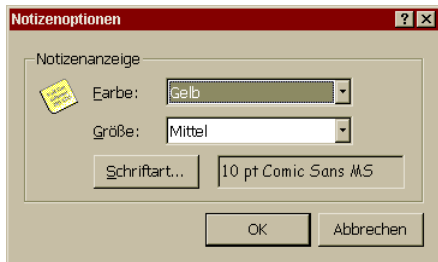 Notizenoptionen
Notizenanzeige
Farbe: Gelb
Größe: Mittel
Schriftart... 10 pt Comic Sans MS
OK Abbrechen